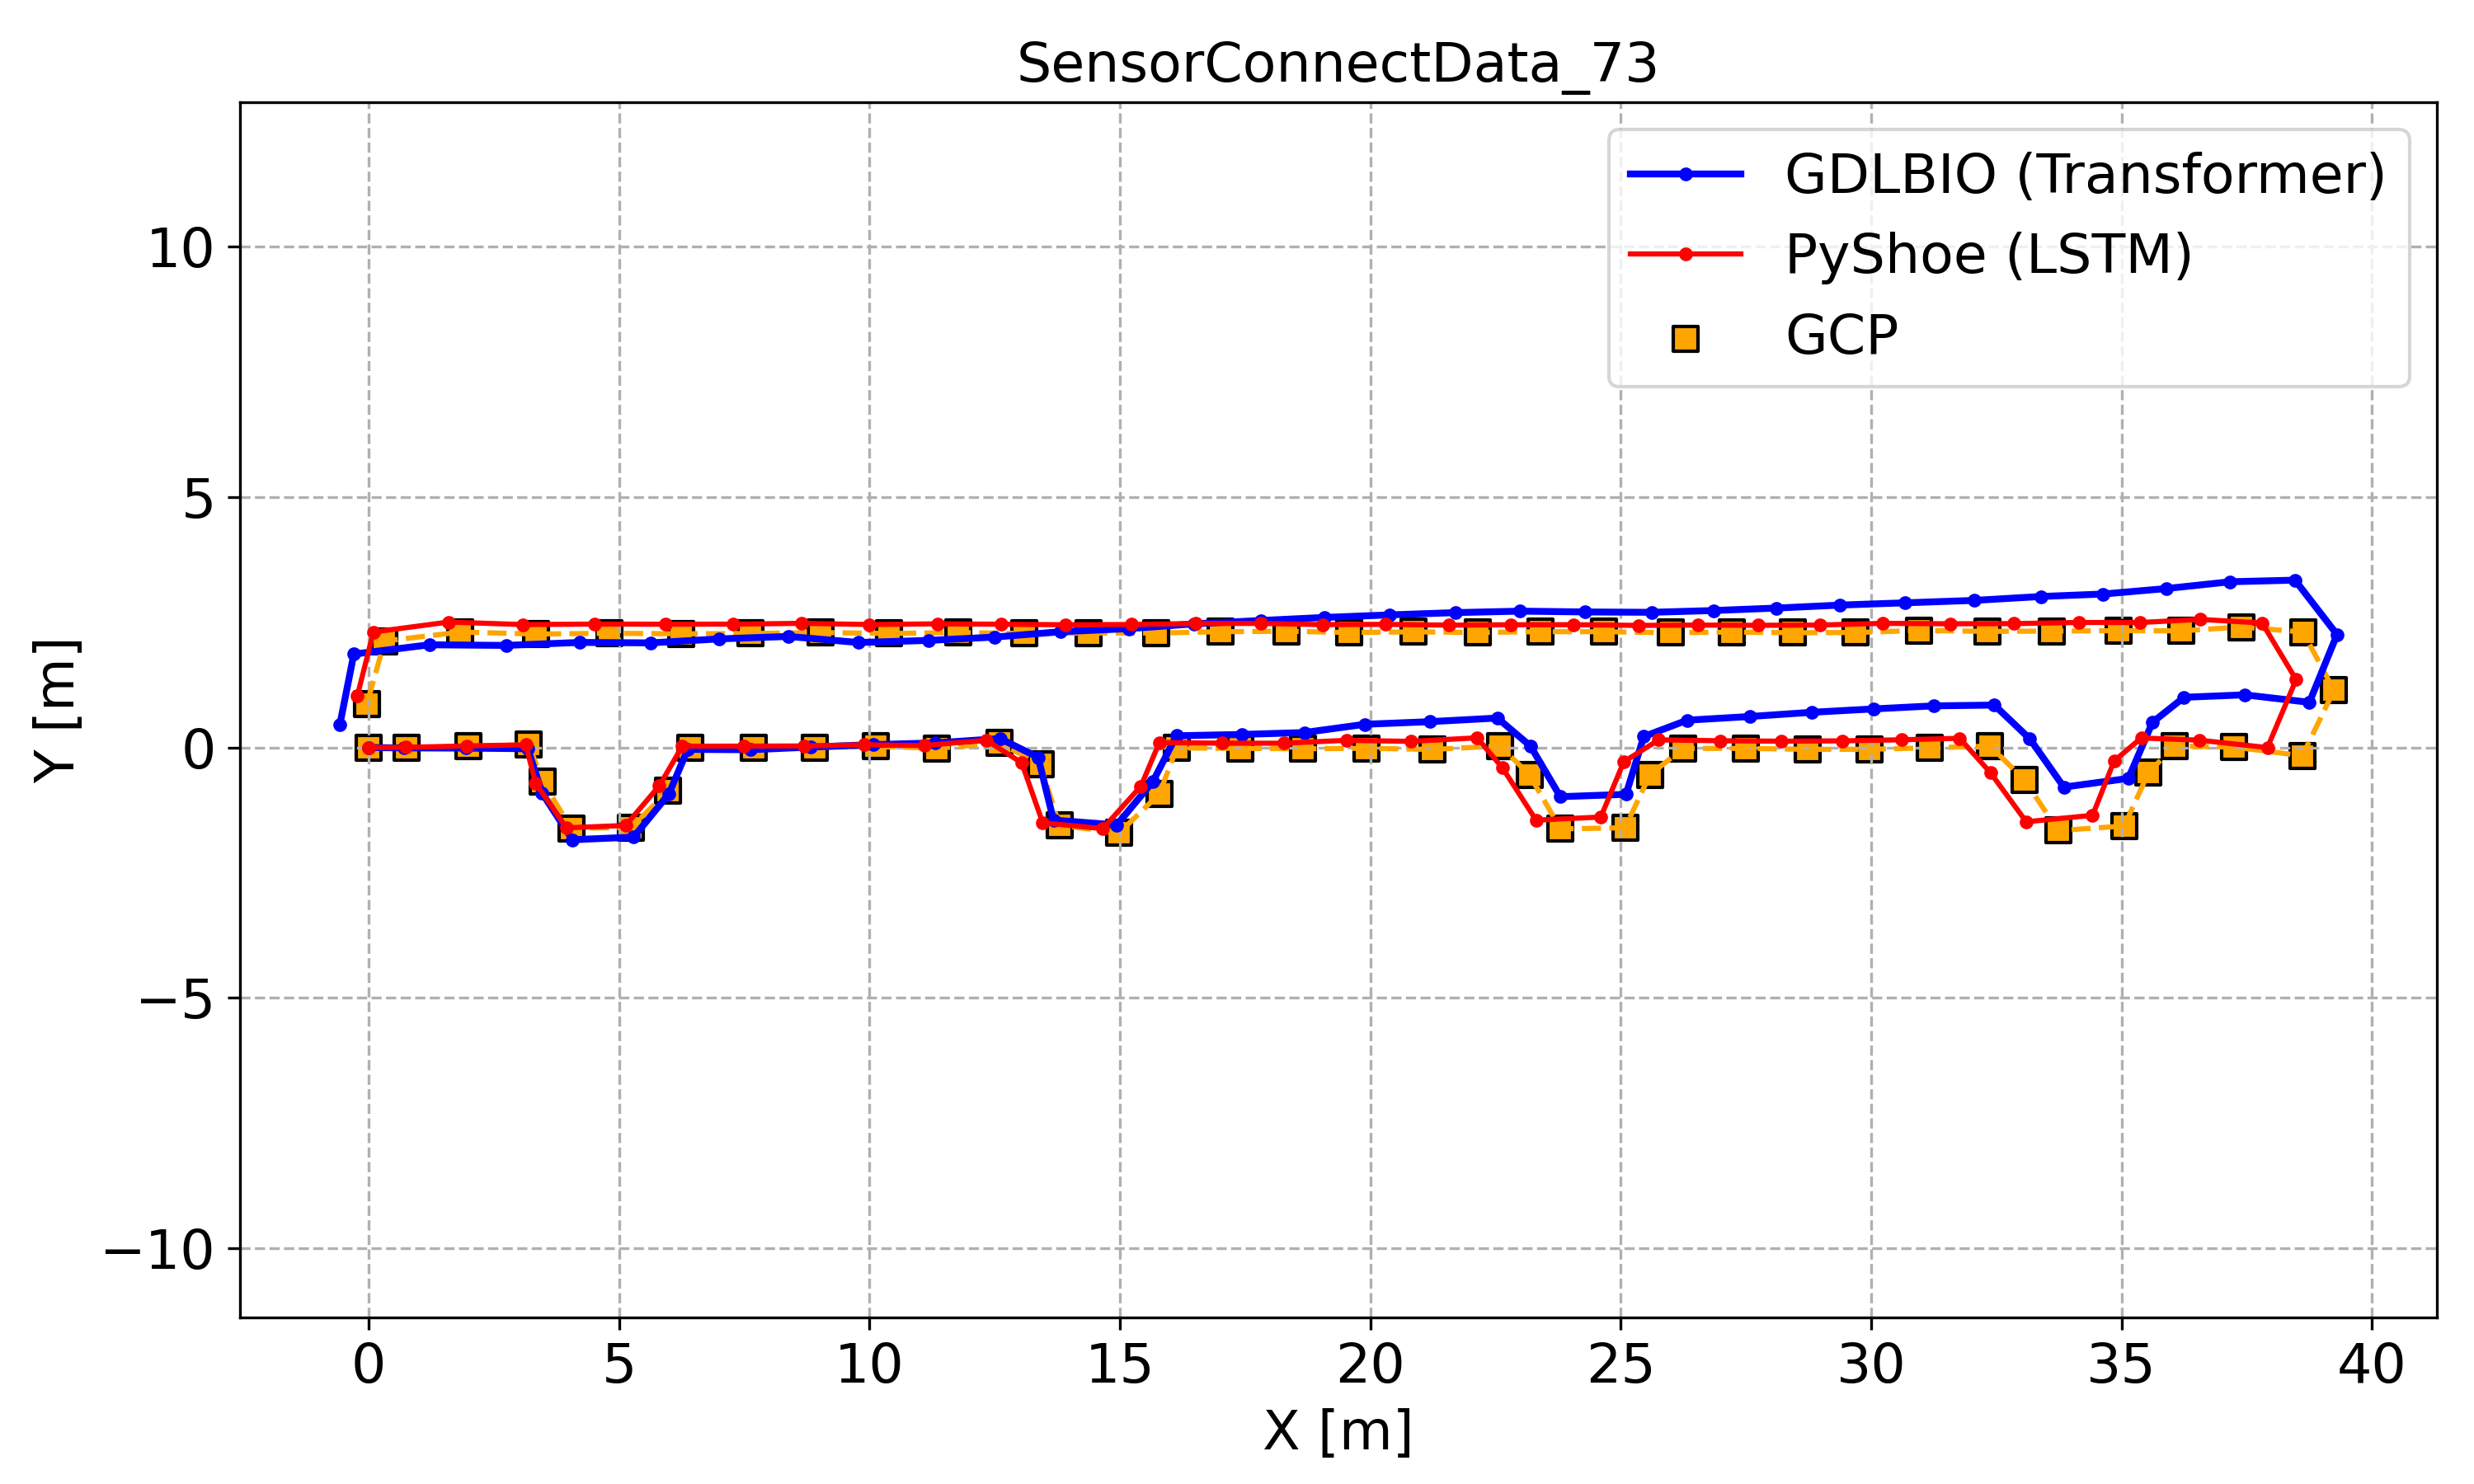 SensorConnectData_73
GDLBIO (Transformer)
PyShoe (LSTM)
GCP
Y [m]
10
5
0
−5
−10
0 5 10 15 20 25 30 35 40
X [m]